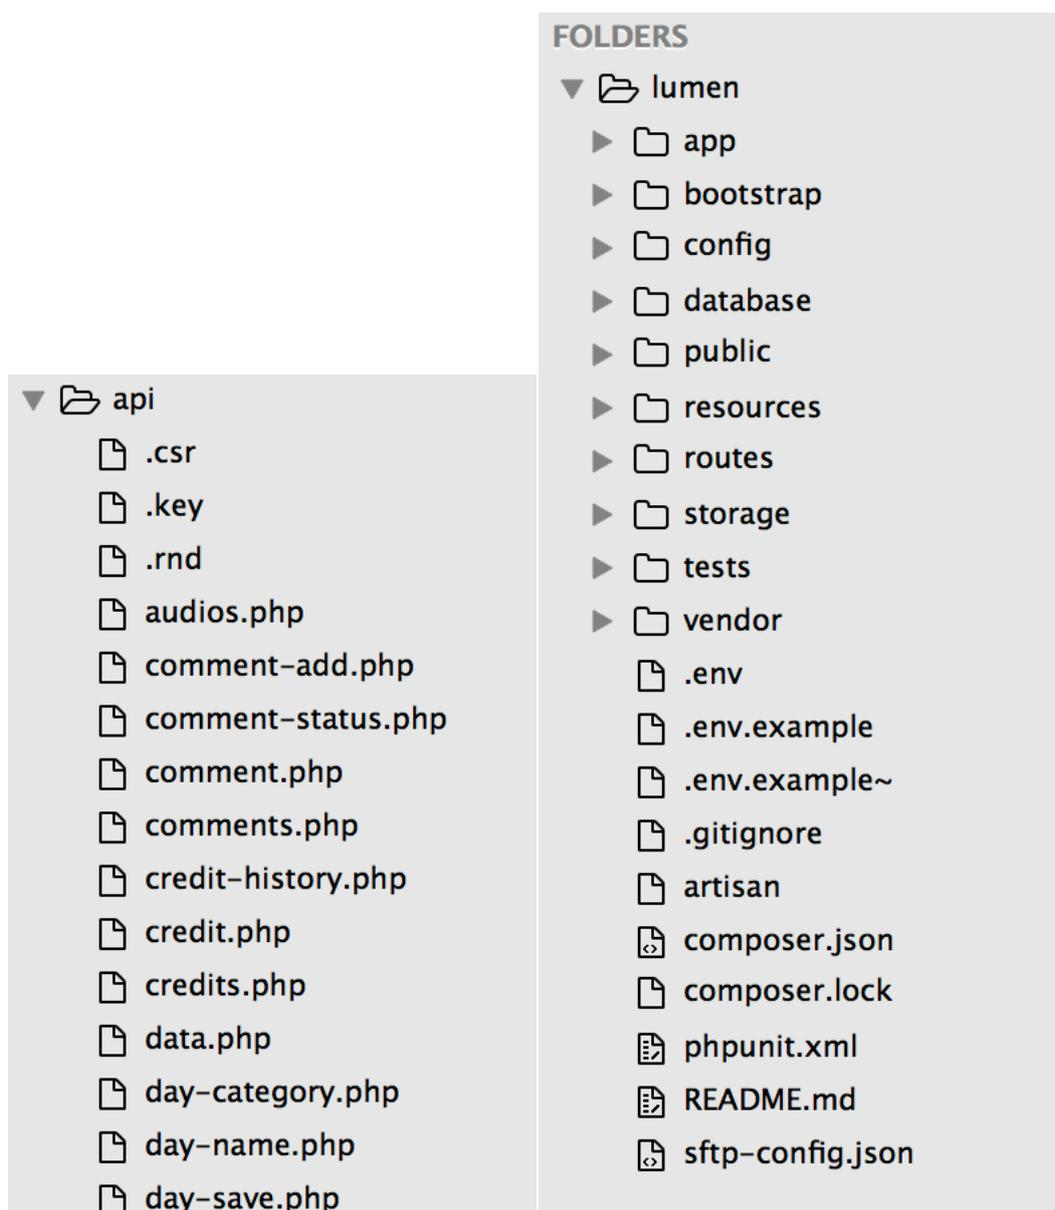 api
.csr
.key
.rnd
audios.php
comment-add.php
comment-status.php
comment.php
comments.php
credit-history.php
credit.php
credits.php
data.php
day-category.php
day-name.php
day-save.php
FOLDERS
lumen
app
bootstrap
config
database
public
resources
routes
storage
tests
vendor
.env
.env.example
.env.example~
.gitignore
artisan
composer.json
composer.lock
phpunit.xml
README.md
sftp-config.json